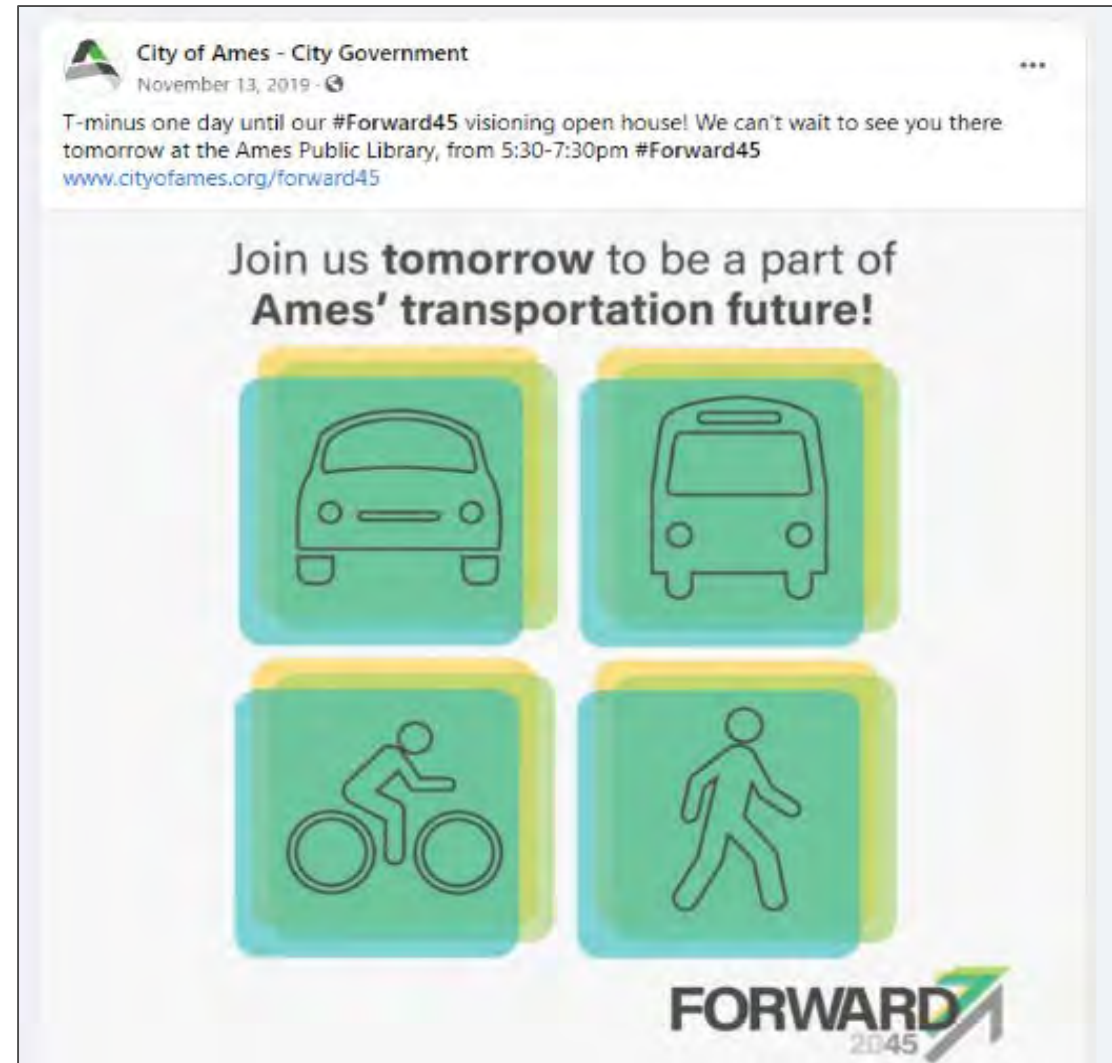 City of Ames - City Government
November 13, 2019 ·
T-minus one day until our #Forward45 visioning open house! We can't wait to see you there
tomorrow at the Ames Public Library, from 5:30-7:30pm #Forward45
www.cityofames.org/forward45
Join us tomorrow to be a part of
Ames' transportation future!
FORWARD
2045